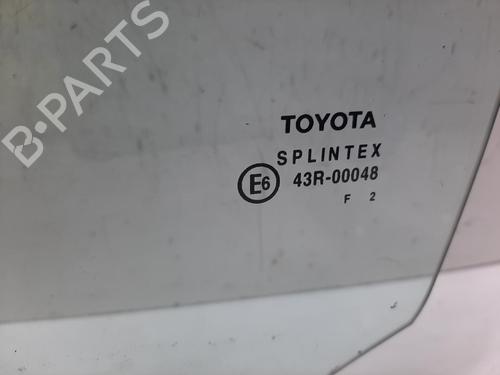 B-PARTS
TOYOTA
SPLINTEX
E6 43R-00048
F 2